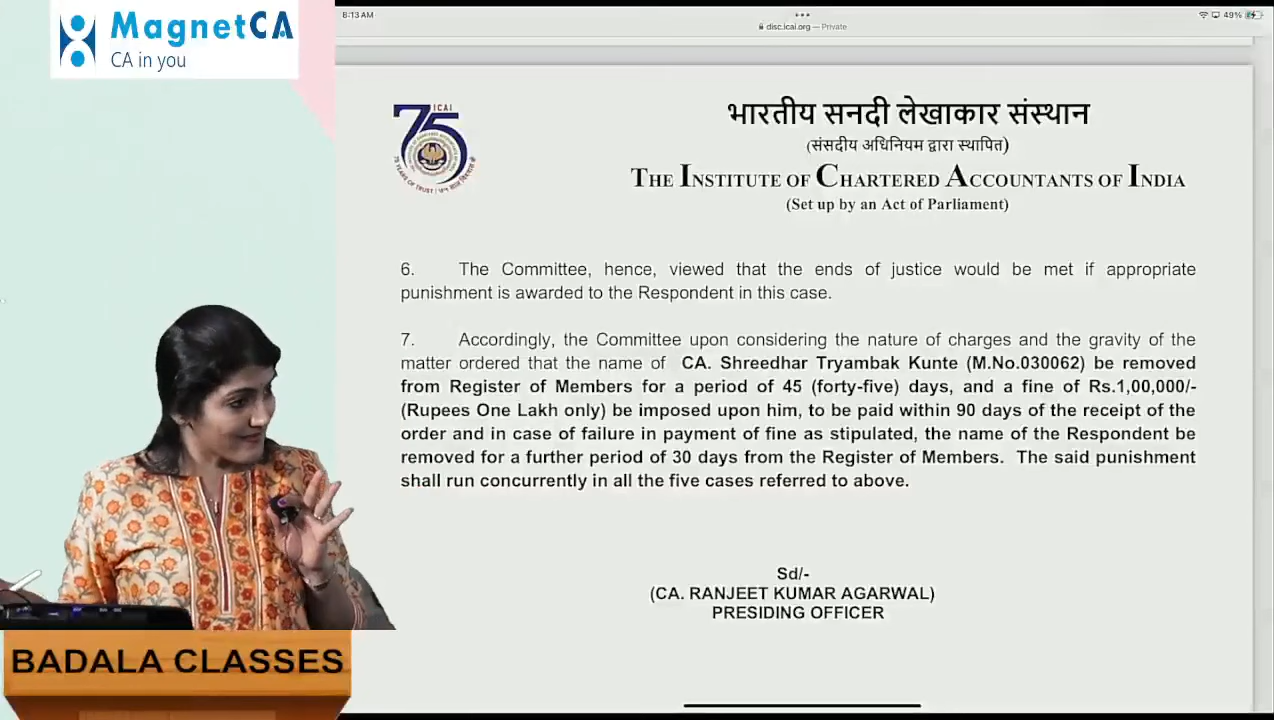 MagnetCA
CA in you
8:13 AM
disc.icai.org — Private
49%
ICAI
75
75 YEARS OF TRUST
भारतीय सनदी लेखाकार संस्थान
(संसदीय अधिनियम द्वारा स्थापित)
THE INSTITUTE OF CHARTERED ACCOUNTANTS OF INDIA
(Set up by an Act of Parliament)
6. The Committee, hence, viewed that the ends of justice would be met if appropriate
punishment is awarded to the Respondent in this case.
7. Accordingly, the Committee upon considering the nature of charges and the gravity of the
matter ordered that the name of CA. Shreedhar Tryambak Kunte (M.No.030062) be removed
from Register of Members for a period of 45 (forty-five) days, and a fine of Rs.1,00,000/-
(Rupees One Lakh only) be imposed upon him, to be paid within 90 days of the receipt of the
order and in case of failure in payment of fine as stipulated, the name of the Respondent be
removed for a further period of 30 days from the Register of Members. The said punishment
shall run concurrently in all the five cases referred to above.
Sd/-
(CA. RANJEET KUMAR AGARWAL)
PRESIDING OFFICER
BADALA CLASSES